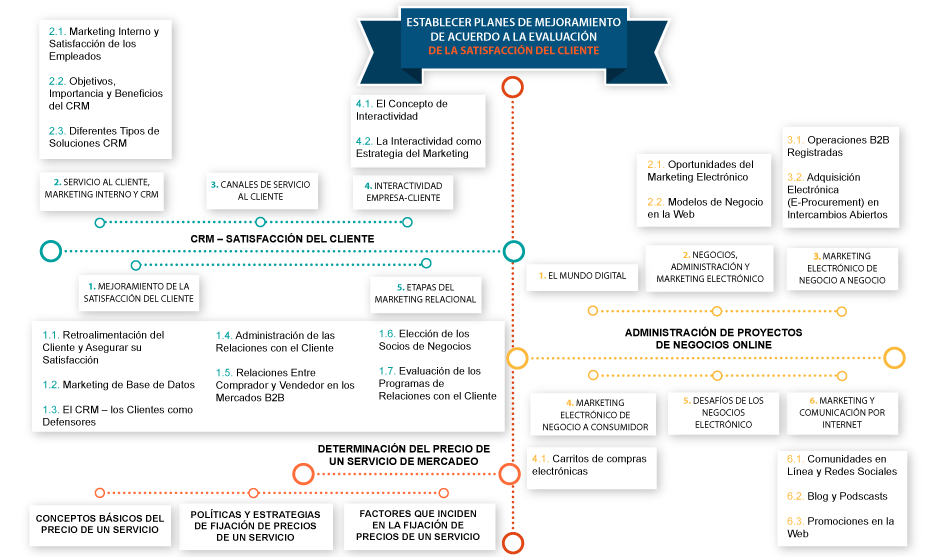 ESTABLECER PLANES DE MEJORAMIENTO
DE ACUERDO A LA EVALUACIÓN
DE LA SATISFACCIÓN DEL CLIENTE
2.1. Marketing Interno y
Satisfacción de los
Empleados
2.2. Objetivos,
Importancia y Beneficios
del CRM
2.3. Diferentes Tipos de
Soluciones CRM
4.1. El Concepto de
Interactividad
4.2. La Interactividad como
Estrategia del Marketing
2. SERVICIO AL CLIENTE,
MARKETING INTERNO Y CRM
3. CANALES DE SERVICIO
AL CLIENTE
4. INTERACTIVIDAD
EMPRESA-CLIENTE
CRM – SATISFACCIÓN DEL CLIENTE
1. MEJORAMIENTO DE LA
SATISFACCIÓN DEL CLIENTE
5. ETAPAS DEL
MARKETING RELACIONAL
1.1. Retroalimentación del
Cliente y Asegurar su
Satisfacción
1.2. Marketing de Base de Datos
1.3. El CRM – los Clientes como
Defensores
1.4. Administración de las
Relaciones con el Cliente
1.5. Relaciones Entre
Comprador y Vendedor en los
Mercados B2B
1.6. Elección de los
Socios de Negocios
1.7. Evaluación de los
Programas de
Relaciones con el Cliente
2.1. Oportunidades del
Marketing Electrónico
2.2. Modelos de Negocio
en la Web
3.1. Operaciones B2B
Registradas
3.2. Adquisición
Electrónica
(E-Procurement) en
Intercambios Abiertos
1. EL MUNDO DIGITAL
2. NEGOCIOS,
ADMINISTRACIÓN Y
MARKETING ELECTRÓNICO
3. MARKETING
ELECTRÓNICO DE
NEGOCIO A NEGOCIO
ADMINISTRACIÓN DE PROYECTOS
DE NEGOCIOS ONLINE
4. MARKETING
ELECTRÓNICO DE
NEGOCIO A CONSUMIDOR
5. DESAFÍOS DE LOS
NEGOCIOS
ELECTRÓNICO
6. MARKETING Y
COMUNICACIÓN POR
INTERNET
4.1. Carritos de compras
electrónicas
6.1. Comunidades en
Línea y Redes Sociales
6.2. Blog y Podscasts
6.3. Promociones en la
Web
DETERMINACIÓN DEL PRECIO DE
UN SERVICIO DE MERCADEO
CONCEPTOS BÁSICOS DEL
PRECIO DE UN SERVICIO
POLÍTICAS Y ESTRATEGIAS
DE FIJACIÓN DE PRECIOS
DE UN SERVICIO
FACTORES QUE INCIDEN
EN LA FIJACIÓN DE
PRECIOS DE UN SERVICIO